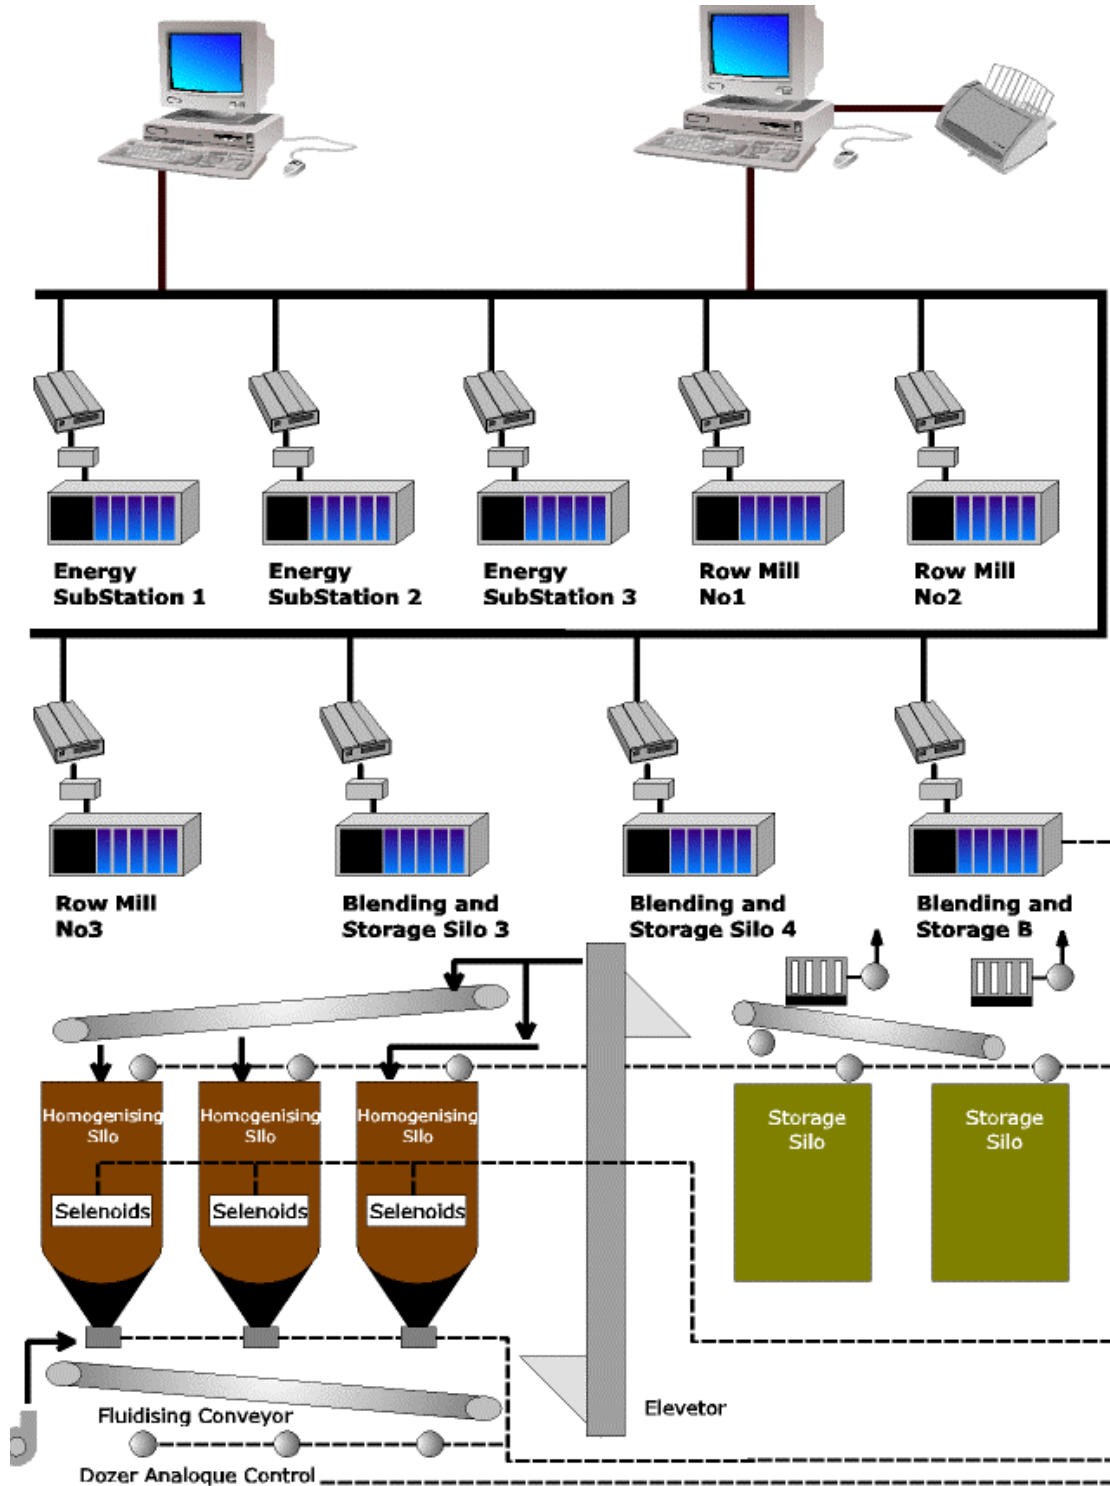 Energy
SubStation 1
Energy
SubStation 2
Energy
SubStation 3
Row Mill
No1
Row Mill
No2
Row Mill
No3
Blending and
Storage Silo 3
Blending and
Storage Silo 4
Blending and
Storage B
Homogenising
Silo
Homogenising
Silo
Homogenising
Silo
Storage
Silo
Storage
Silo
Selenoids
Selenoids
Selenoids
Elevetor
Fluidising Conveyor
Dozer Analoque Control